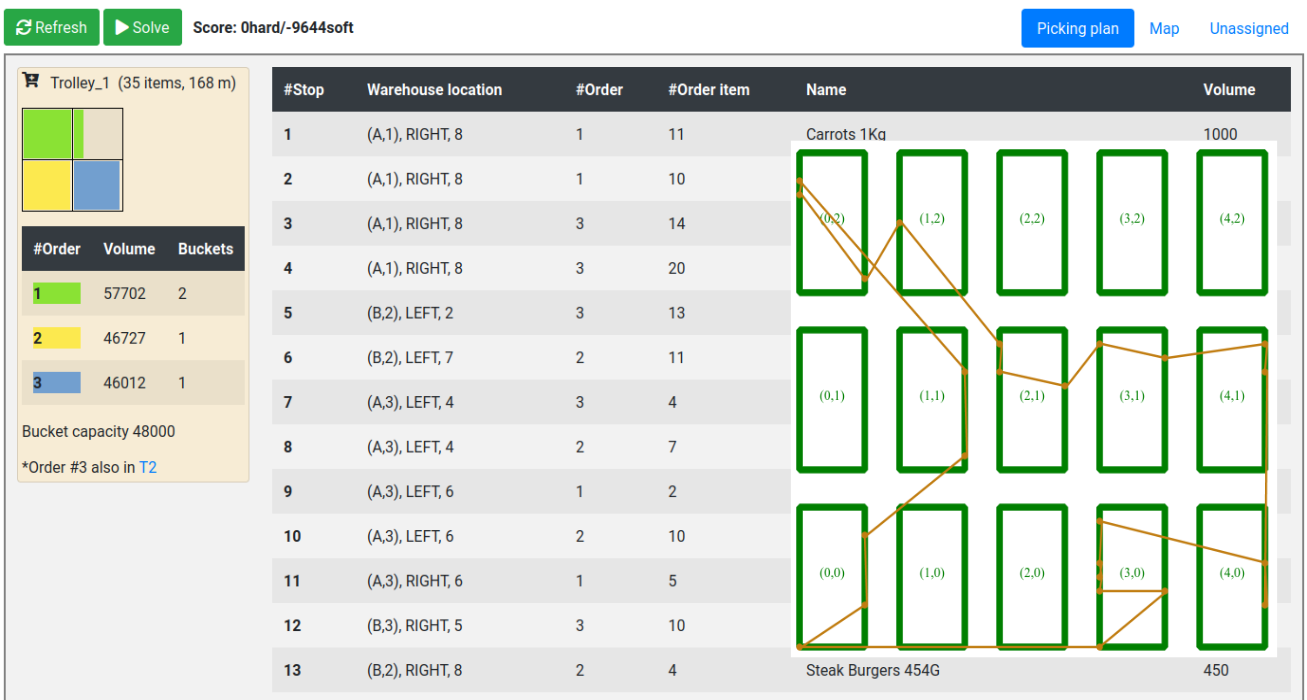 Refresh Solve Score: 0hard/-9644soft Picking plan Map Unassigned
Trolley_1 (35 items, 168 m)
#Order Volume Buckets
1 57702 2
2 46727 1
3 46012 1
Bucket capacity 48000
*Order #3 also in T2
#Stop Warehouse location #Order #Order item Name Volume
1 (A,1), RIGHT, 8 1 11 Carrots 1Kg 1000
2 (A,1), RIGHT, 8 1 10
3 (A,1), RIGHT, 8 3 14
4 (A,1), RIGHT, 8 3 20
5 (B,2), LEFT, 2 3 13
6 (B,2), LEFT, 7 2 11
7 (A,3), LEFT, 4 3 4
8 (A,3), LEFT, 4 2 7
9 (A,3), LEFT, 6 1 2
10 (A,3), LEFT, 6 2 10
11 (A,3), RIGHT, 6 1 5
12 (B,3), RIGHT, 5 3 10
13 (B,2), RIGHT, 8 2 4 Steak Burgers 454G 450
(0,2) (1,2) (2,2) (3,2) (4,2)
(0,1) (1,1) (2,1) (3,1) (4,1)
(0,0) (1,0) (2,0) (3,0) (4,0)